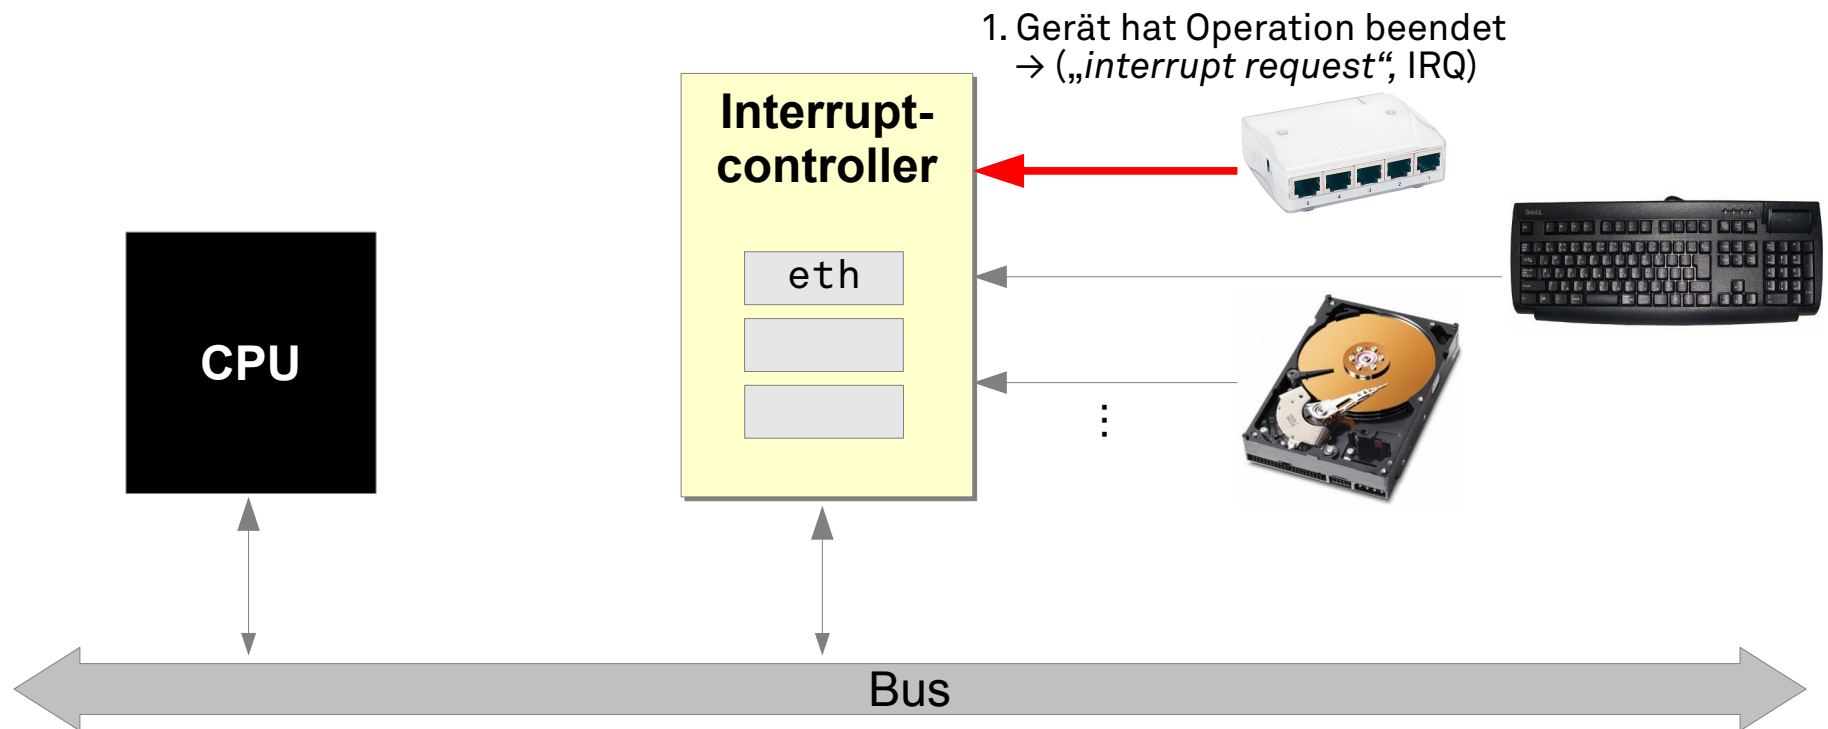 1. Gerät hat Operation beendet
→ („interrupt request“, IRQ)
Interrupt-
controller
eth
CPU
⋮
Bus